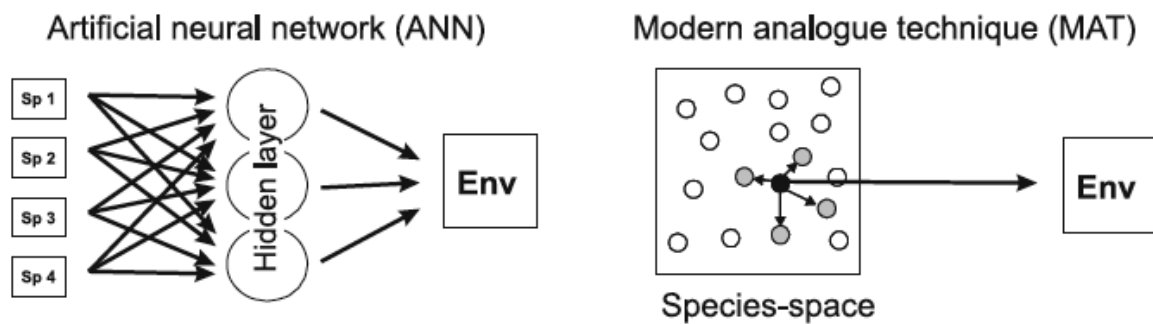 Artificial neural network (ANN)
Modern analogue technique (MAT)
Sp 1
Sp 2
Sp 3
Sp 4
Hidden layer
Env
Env
Species-space